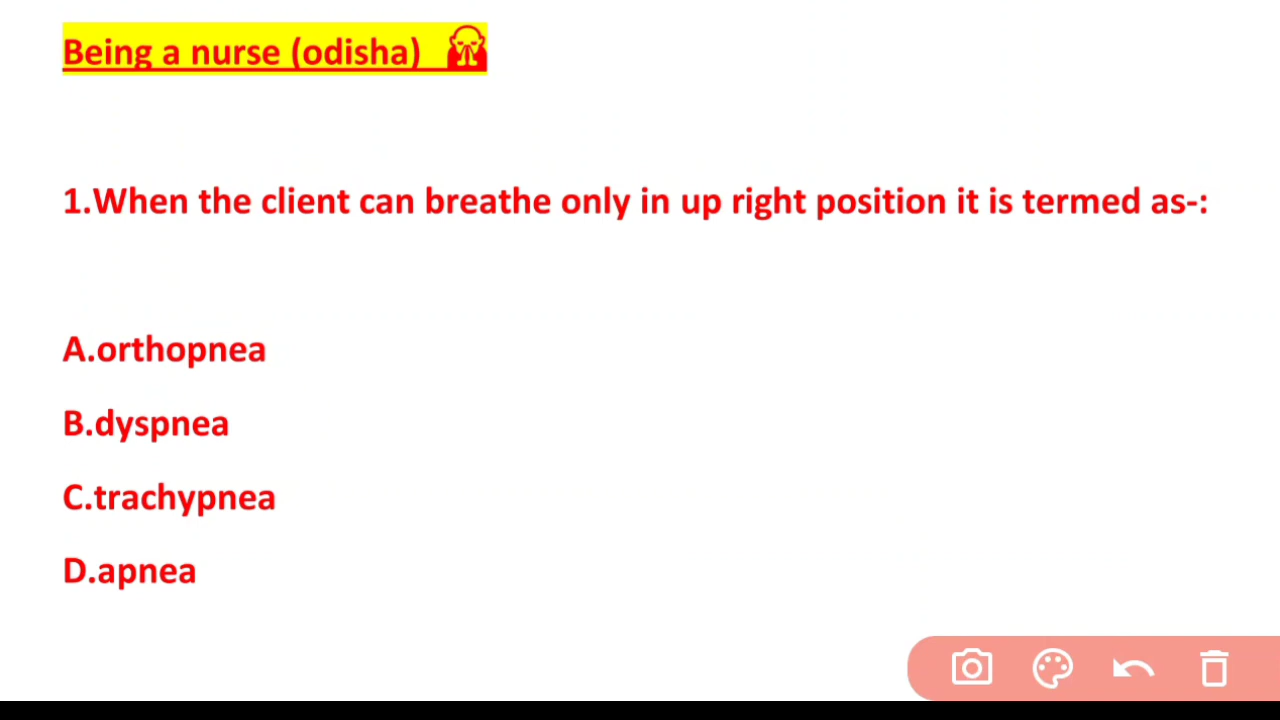 Being a nurse (odisha)
1.When the client can breathe only in up right position it is termed as-:
A.orthopnea
B.dyspnea
C.trachypnea
D.apnea